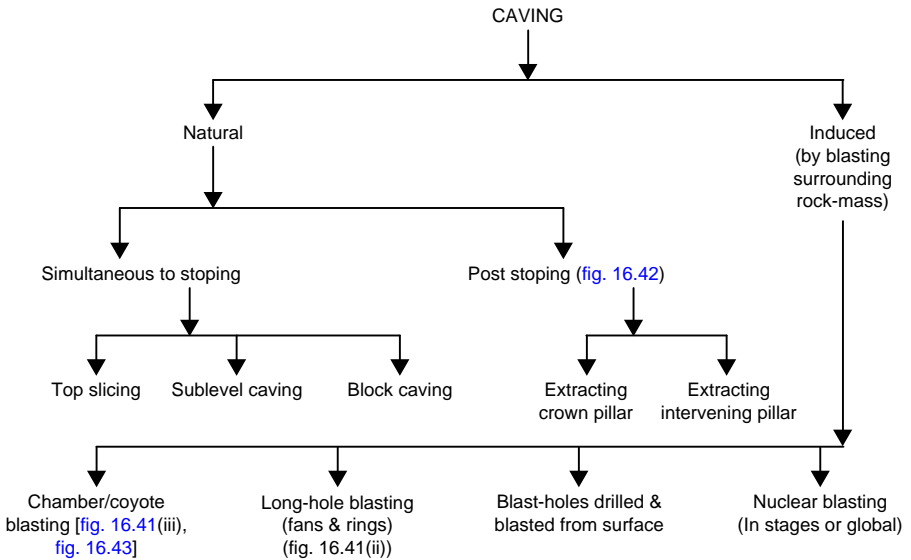 CAVING
Natural
Induced
(by blasting
surrounding
rock-mass)
Simultaneous to stoping
Post stoping (fig. 16.42)
Top slicing
Sublevel caving
Block caving
Extracting
crown pillar
Extracting
intervening pillar
Chamber/coyote
blasting [fig. 16.41(iii),
fig. 16.43]
Long-hole blasting
(fans & rings)
(fig. 16.41(ii))
Blast-holes drilled &
blasted from surface
Nuclear blasting
(In stages or global)